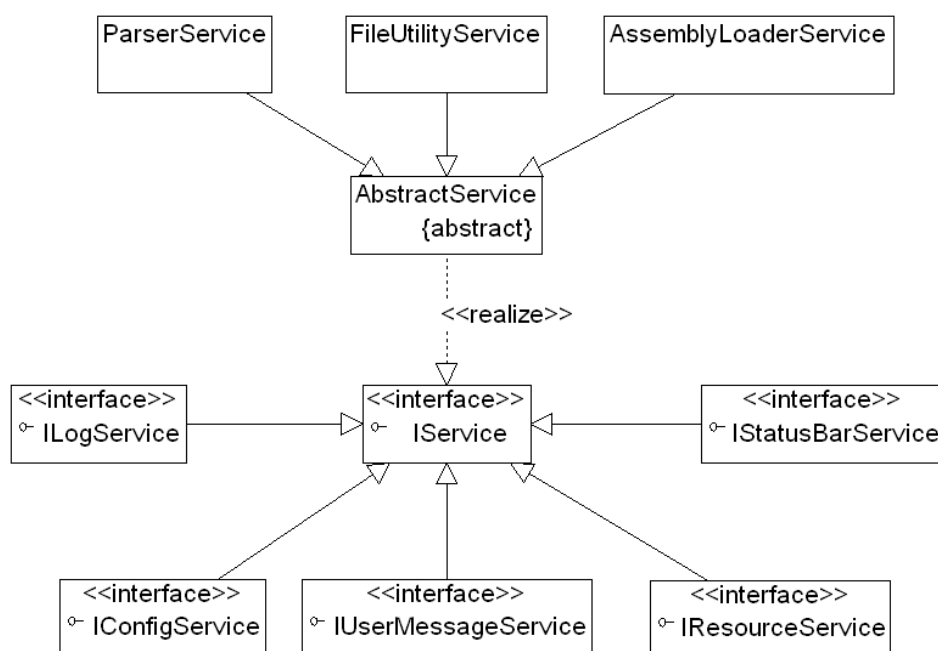 ParserService
FileUtilityService
AssemblyLoaderService
AbstractService
{abstract}
<<realize>>
<<interface>>
ILogService
<<interface>>
IService
<<interface>>
IStatusBarService
<<interface>>
IConfigService
<<interface>>
IUserMessageService
<<interface>>
IResourceService